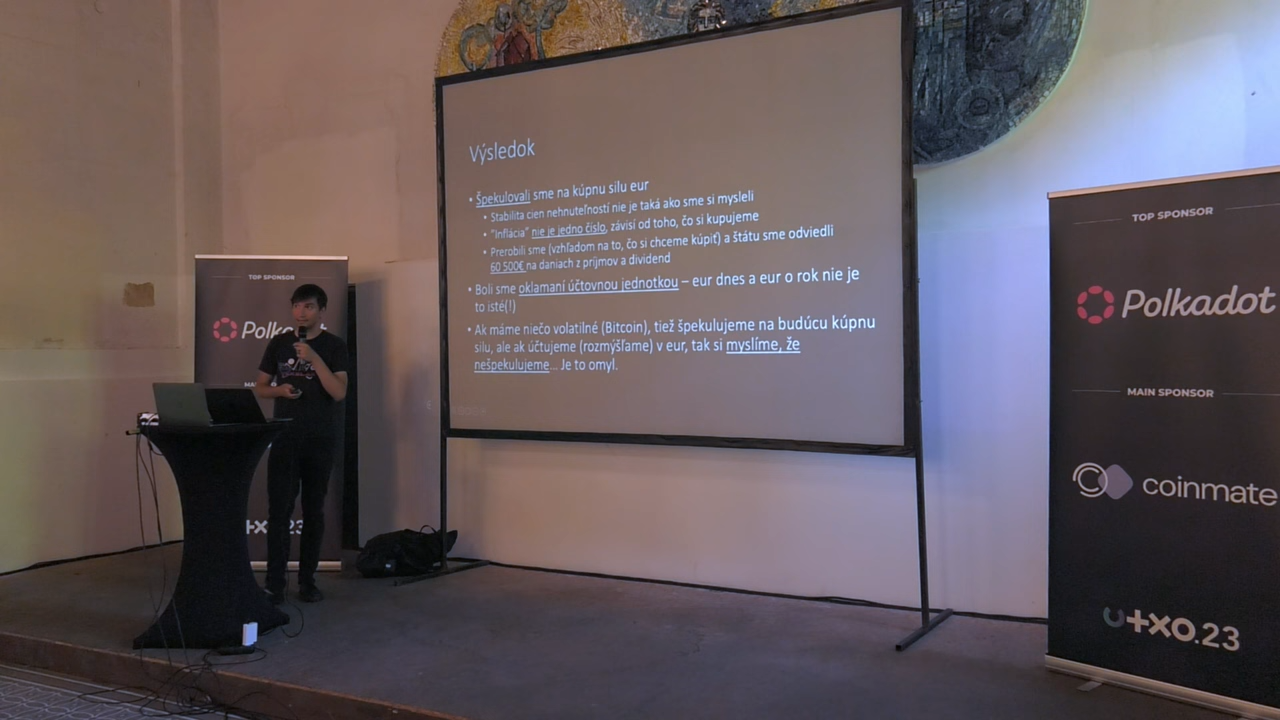 Výsledok
• Špekulovali sme na kúpnu silu eur
• Stabilita cien nehnuteľností nie je taká ako sme si mysleli
• "Inflácia" nie je jedno číslo, závisí od toho, čo si kupujeme
• Prerobili sme (vzhľadom na to, čo si chceme kúpiť) a štátu sme odviedli
60 500€ na daniach z príjmov a dividend
• Boli sme oklamaní účtovnou jednotkou – eur dnes a eur o rok nie je
to isté(!)
• Ak máme niečo volatilné (Bitcoin), tiež špekulujeme na budúcu kúpnu
silu, ale ak účtujeme (rozmýšľame) v eur, tak si myslíme, že
nešpekulujeme... Je to omyl.
TOP SPONSOR
Polkadot
TOP SPONSOR
Polkadot
MAIN SPONSOR
coinmate
utxo.23